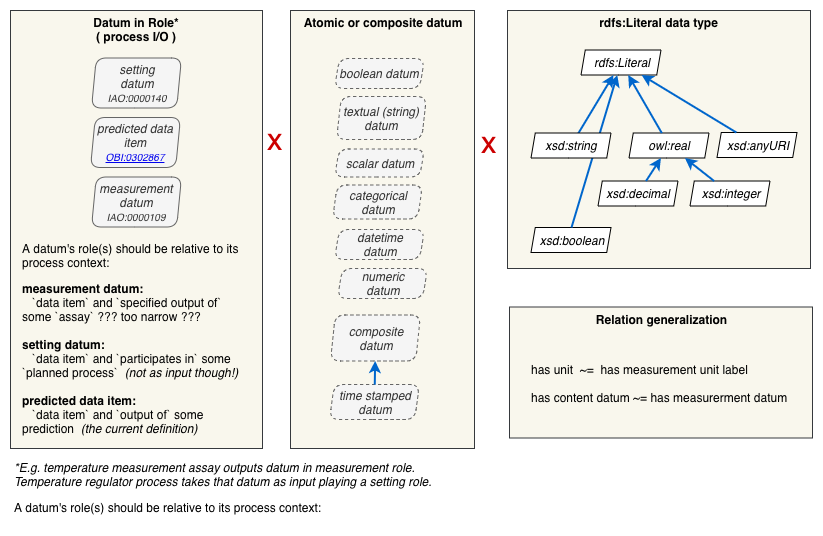 Datum in Role*
( process I/O )
setting
datum
IAO:0000140
predicted data
item
OBI:0302867
measurement
datum
IAO:0000109
A datum's role(s) should be relative to its
process context:
measurement datum:
`data item` and `specified output of`
some `assay` ??? too narrow ???
setting datum:
`data item` and `participates in` some
`planned process` (not as input though!)
predicted data item:
`data item` and `output of` some
prediction (the current definition)
X
Atomic or composite datum
boolean datum
textual (string)
datum
scalar datum
categorical
datum
datetime
datum
numeric
datum
composite
datum
time stamped
datum
X
rdfs:Literal data type
rdfs:Literal
xsd:string
owl:real
xsd:anyURI
xsd:decimal
xsd:integer
xsd:boolean
Relation generalization
has unit ~= has measurement unit label
has content datum ~= has measurerment datum
*E.g. temperature measurement assay outputs datum in measurement role.
Temperature regulator process takes that datum as input playing a setting role.
A datum's role(s) should be relative to its process context: